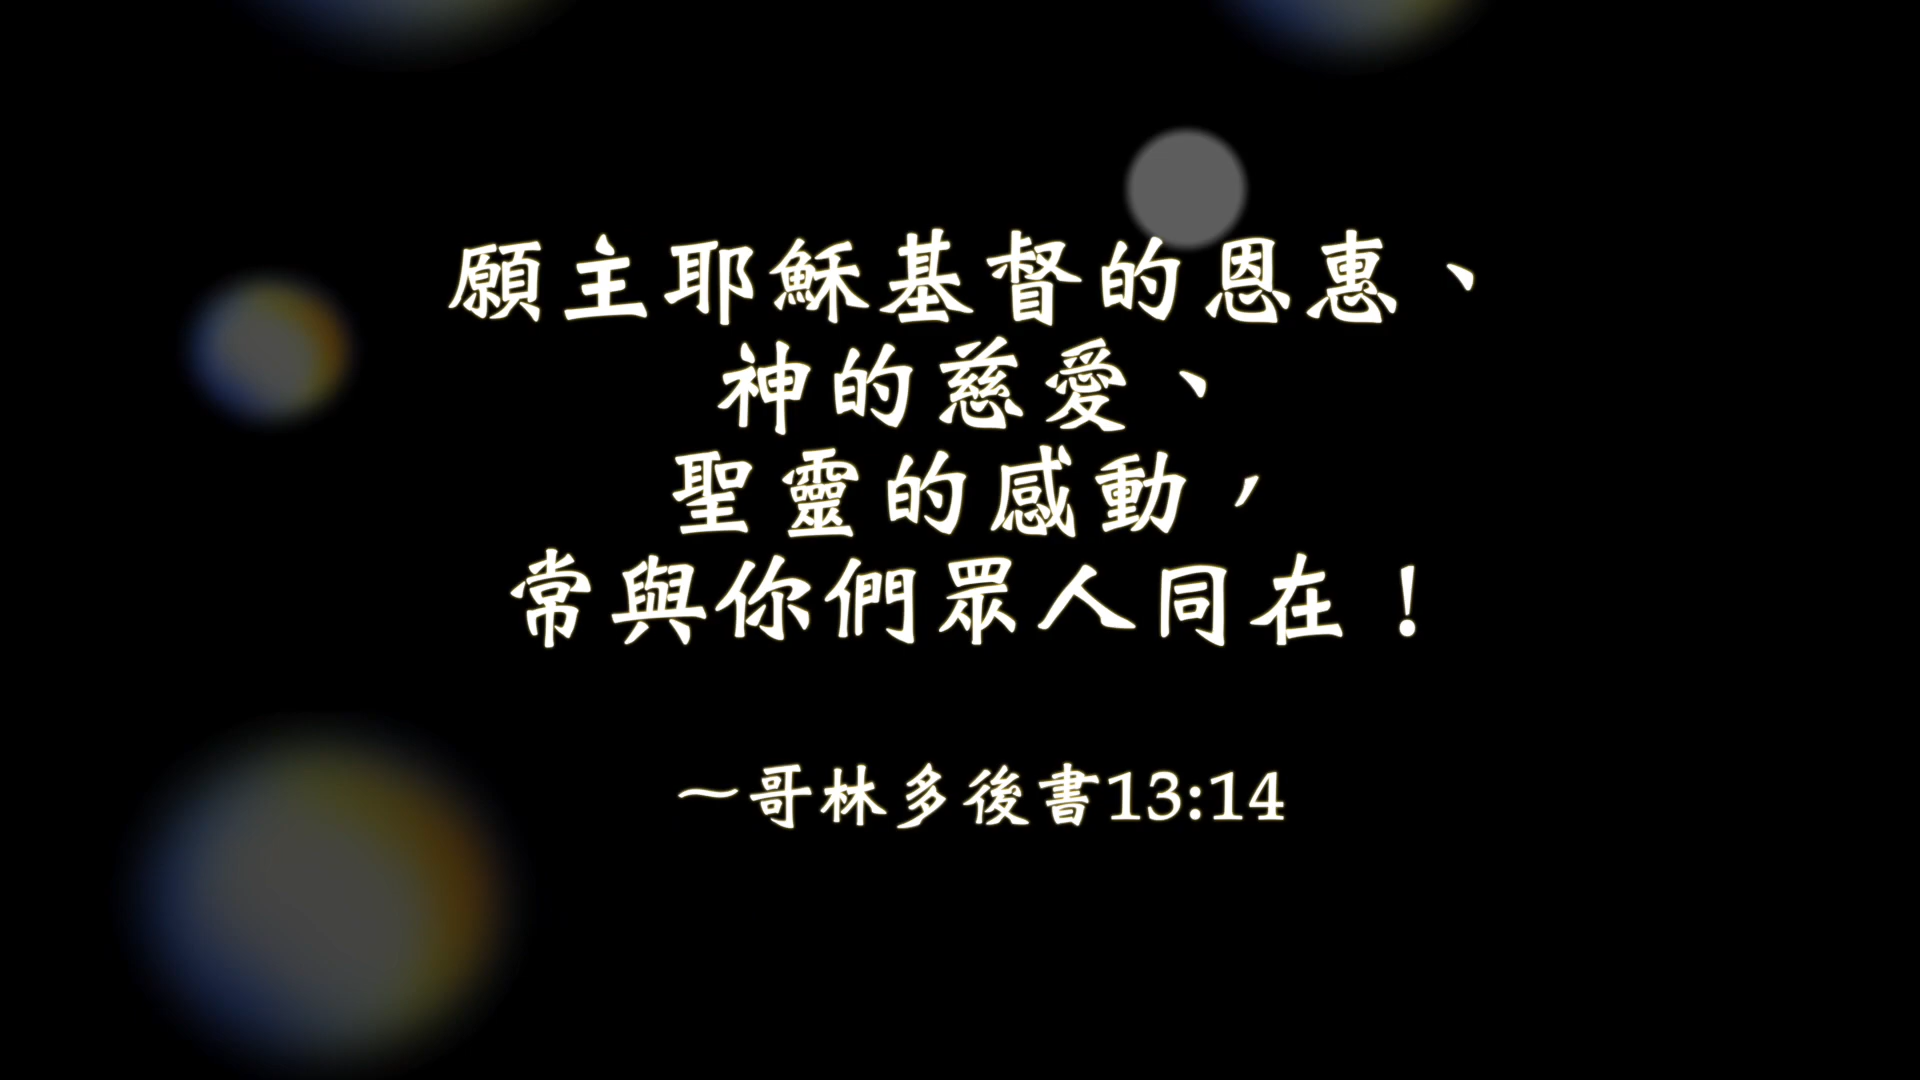 願主耶穌基督的恩惠、
神的慈愛、
聖靈的感動，
常與你們眾人同在！
～哥林多後書13:14